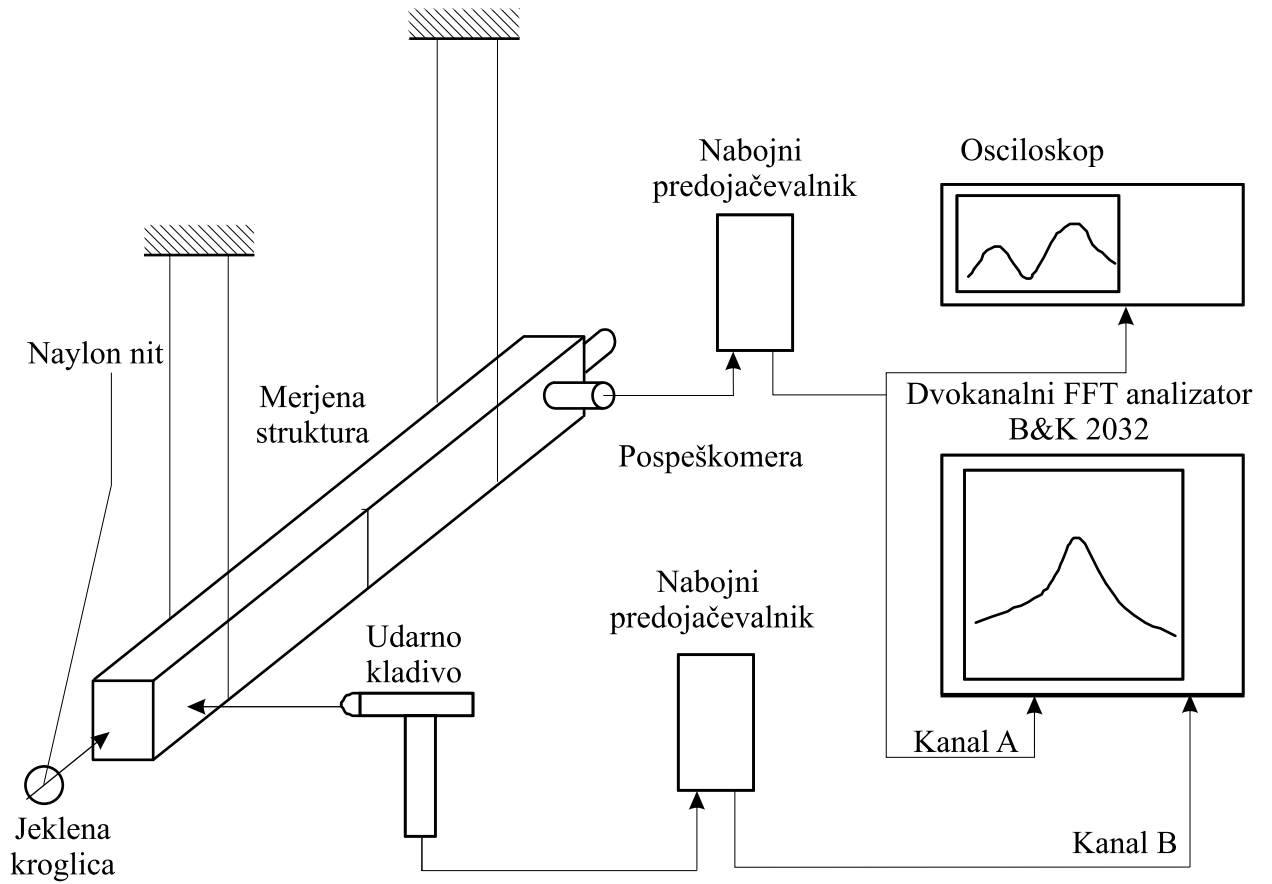 Nabojni
predojačevalnik
Osciloskop
Naylon nit
Merjena
struktura
Dvokanalni FFT analizator
B&K 2032
Pospeškomera
Nabojni
predojačevalnik
Udarno
kladivo
Kanal A
Jeklena
kroglica
Kanal B